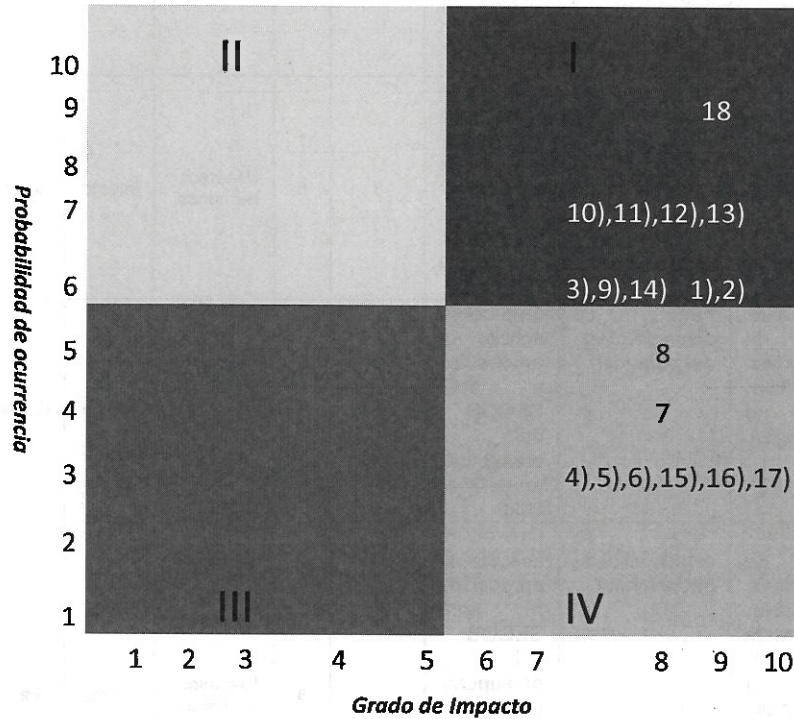 II I
10
9 18
8
7 10),11),12),13)
6 3),9),14) 1),2)
5 8
4 7
3 4),5),6),15),16),17)
2
1 III IV
1 2 3 4 5 6 7 8 9 10
Probabilidad de ocurrencia
Grado de Impacto